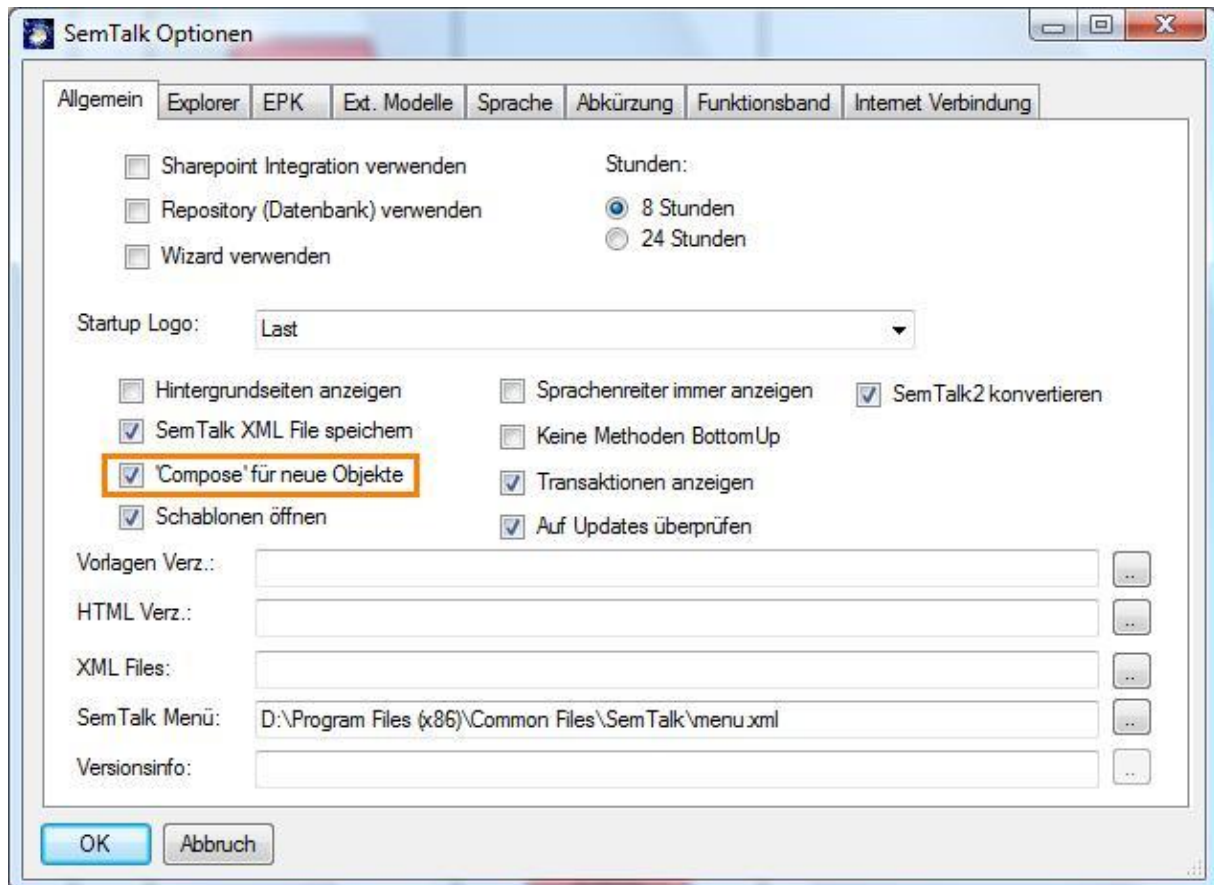 SemTalk Optionen
Allgemein Explorer EPK Ext. Modelle Sprache Abkürzung Funktionsband Internet Verbindung
Sharepoint Integration verwenden Stunden:
Repository (Datenbank) verwenden 8 Stunden
24 Stunden
Wizard verwenden
Startup Logo: Last
Hintergrundseiten anzeigen Sprachenreiter immer anzeigen SemTalk2 konvertieren
SemTalk XML File speichern Keine Methoden BottomUp
'Compose' für neue Objekte Transaktionen anzeigen
Schablonen öffnen Auf Updates überprüfen
Vorlagen Verz.: ..
HTML Verz.: ..
XML Files: ..
SemTalk Menü: D:\Program Files (x86)\Common Files\SemTalk\menu.xml ..
Versionsinfo: ..
OK Abbruch